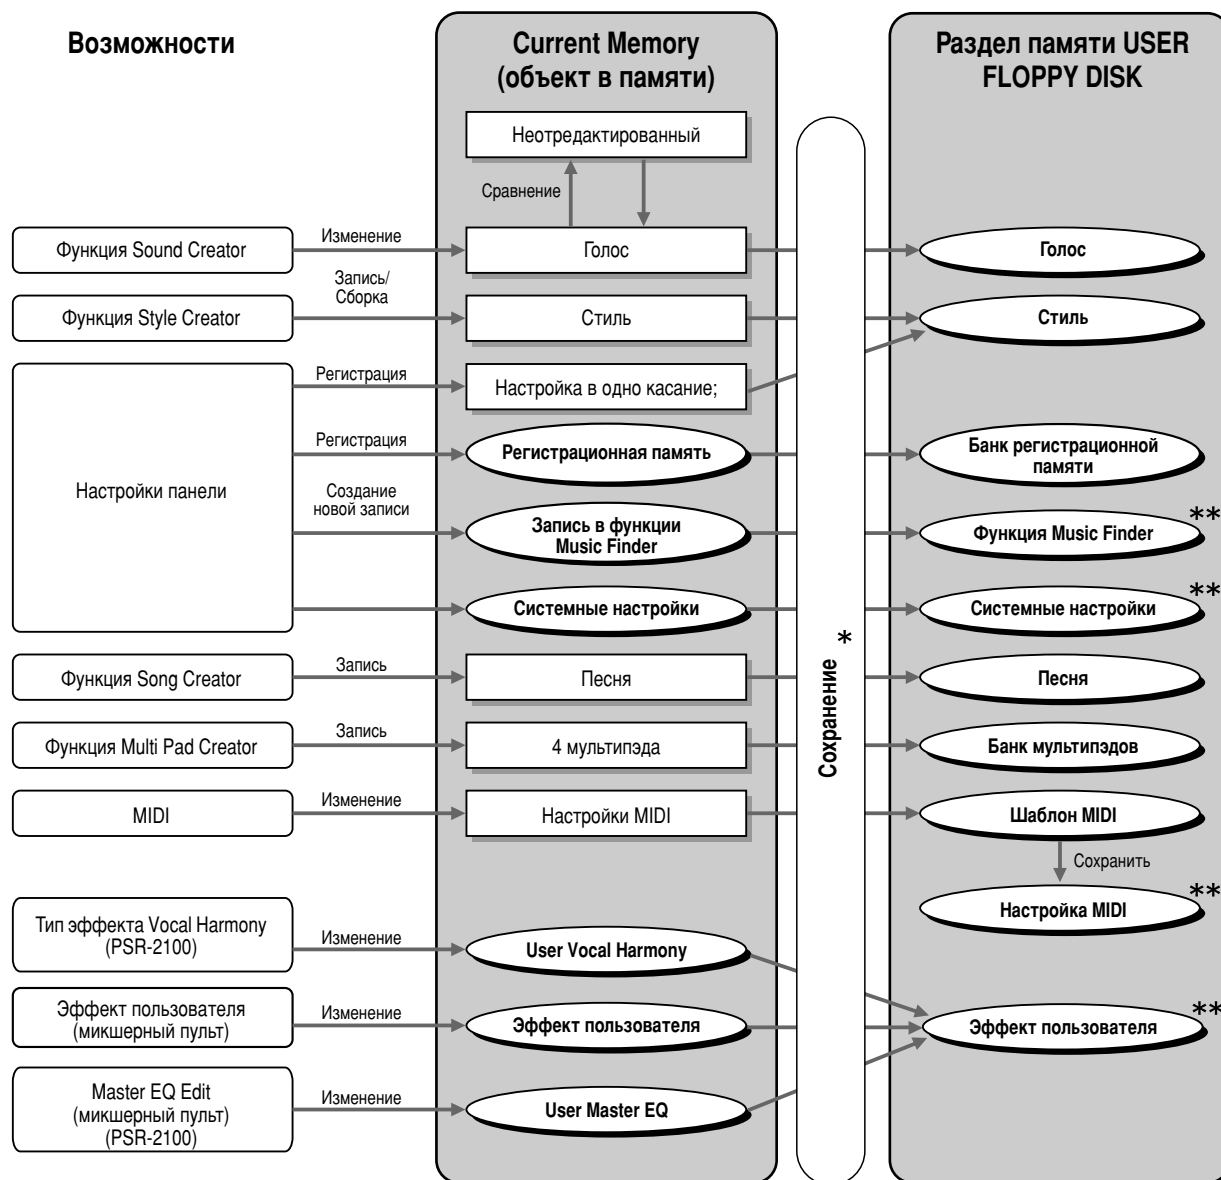 Возможности
Current Memory
(объект в памяти)
Раздел памяти USER
FLOPPY DISK
Неотредактированный
Сравнение
Функция Sound Creator
Изменение
Голос
Голос
Функция Style Creator
Запись/
Сборка
Стиль
Стиль
Настройки панели
Регистрация
Настройка в одно касание;
Регистрация
Регистрационная память
Банк регистрационной
памяти
Создание
новой записи
Запись в функции
Music Finder
Функция Music Finder
**
Системные настройки
Системные настройки
**
Сохранение *
Функция Song Creator
Запись
Песня
Песня
Функция Multi Pad Creator
Запись
4 мультипэда
Банк мультипэдов
MIDI
Изменение
Настройки MIDI
Шаблон MIDI
Сохранить
Настройка MIDI
**
Тип эффекта Vocal Harmony
(PSR-2100)
Изменение
User Vocal Harmony
Эффект пользователя
(микшерный пульт)
Изменение
Эффект пользователя
Эффект пользователя
**
Master EQ Edit
(микшерный пульт)
(PSR-2100)
Изменение
User Master EQ